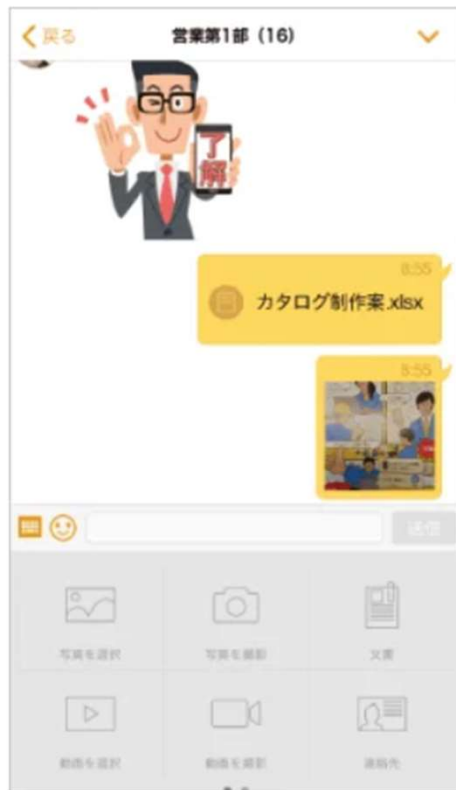 戻る
営業第1部（16）
了解
8:55
カタログ制作案.xlsx
8:55
送信
写真を選択
写真を撮影
文書
動画を選択
動画を撮影
連絡先